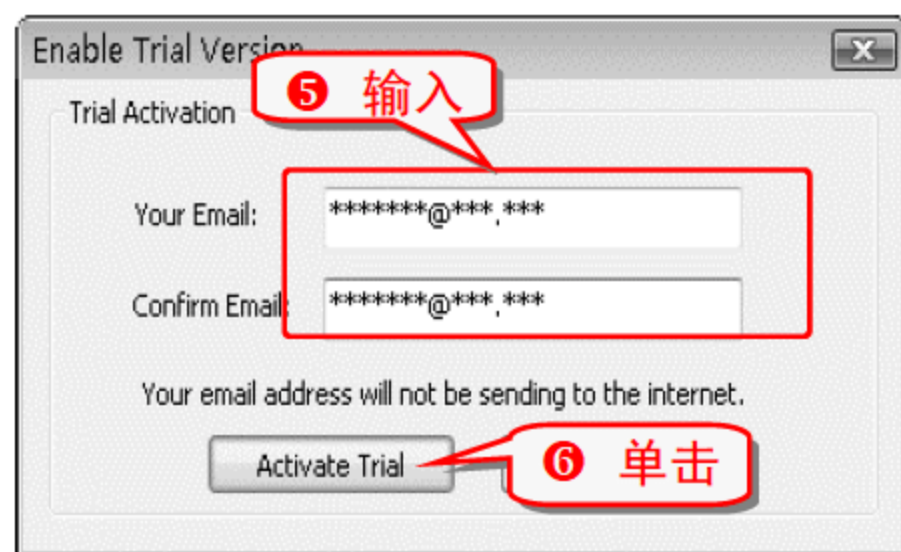 Enable Trial Version
❺ 输入
Trial Activation
Your Email: *******@***.***
Confirm Email: *******@***.***
Your email address will not be sending to the internet.
Activate Trial
❻ 单击